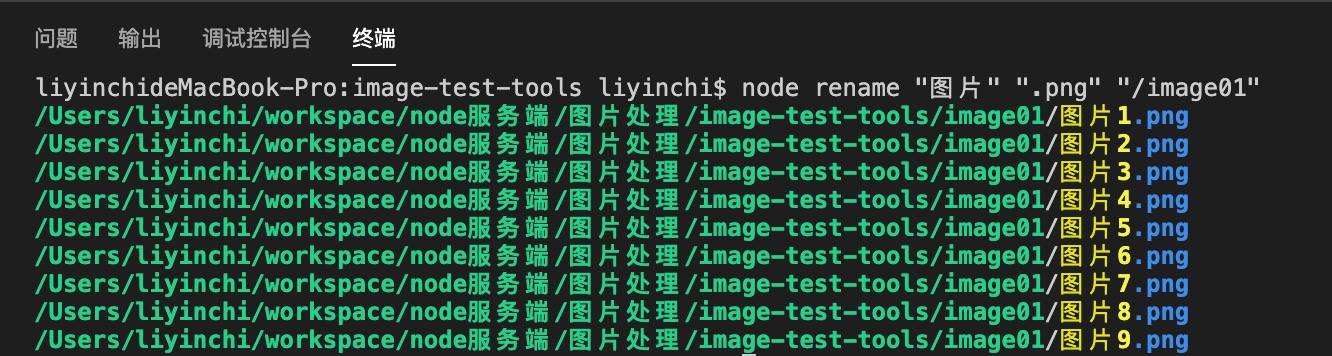 问题 输出 调试控制台 终端
liyinchideMacBook-Pro:image-test-tools liyinchi$ node rename "图片" ".png" "/image01"
/Users/liyinchi/workspace/node服务端/图片处理/image-test-tools/image01/图片1.png
/Users/liyinchi/workspace/node服务端/图片处理/image-test-tools/image01/图片2.png
/Users/liyinchi/workspace/node服务端/图片处理/image-test-tools/image01/图片3.png
/Users/liyinchi/workspace/node服务端/图片处理/image-test-tools/image01/图片4.png
/Users/liyinchi/workspace/node服务端/图片处理/image-test-tools/image01/图片5.png
/Users/liyinchi/workspace/node服务端/图片处理/image-test-tools/image01/图片6.png
/Users/liyinchi/workspace/node服务端/图片处理/image-test-tools/image01/图片7.png
/Users/liyinchi/workspace/node服务端/图片处理/image-test-tools/image01/图片8.png
/Users/liyinchi/workspace/node服务端/图片处理/image-test-tools/image01/图片9.png